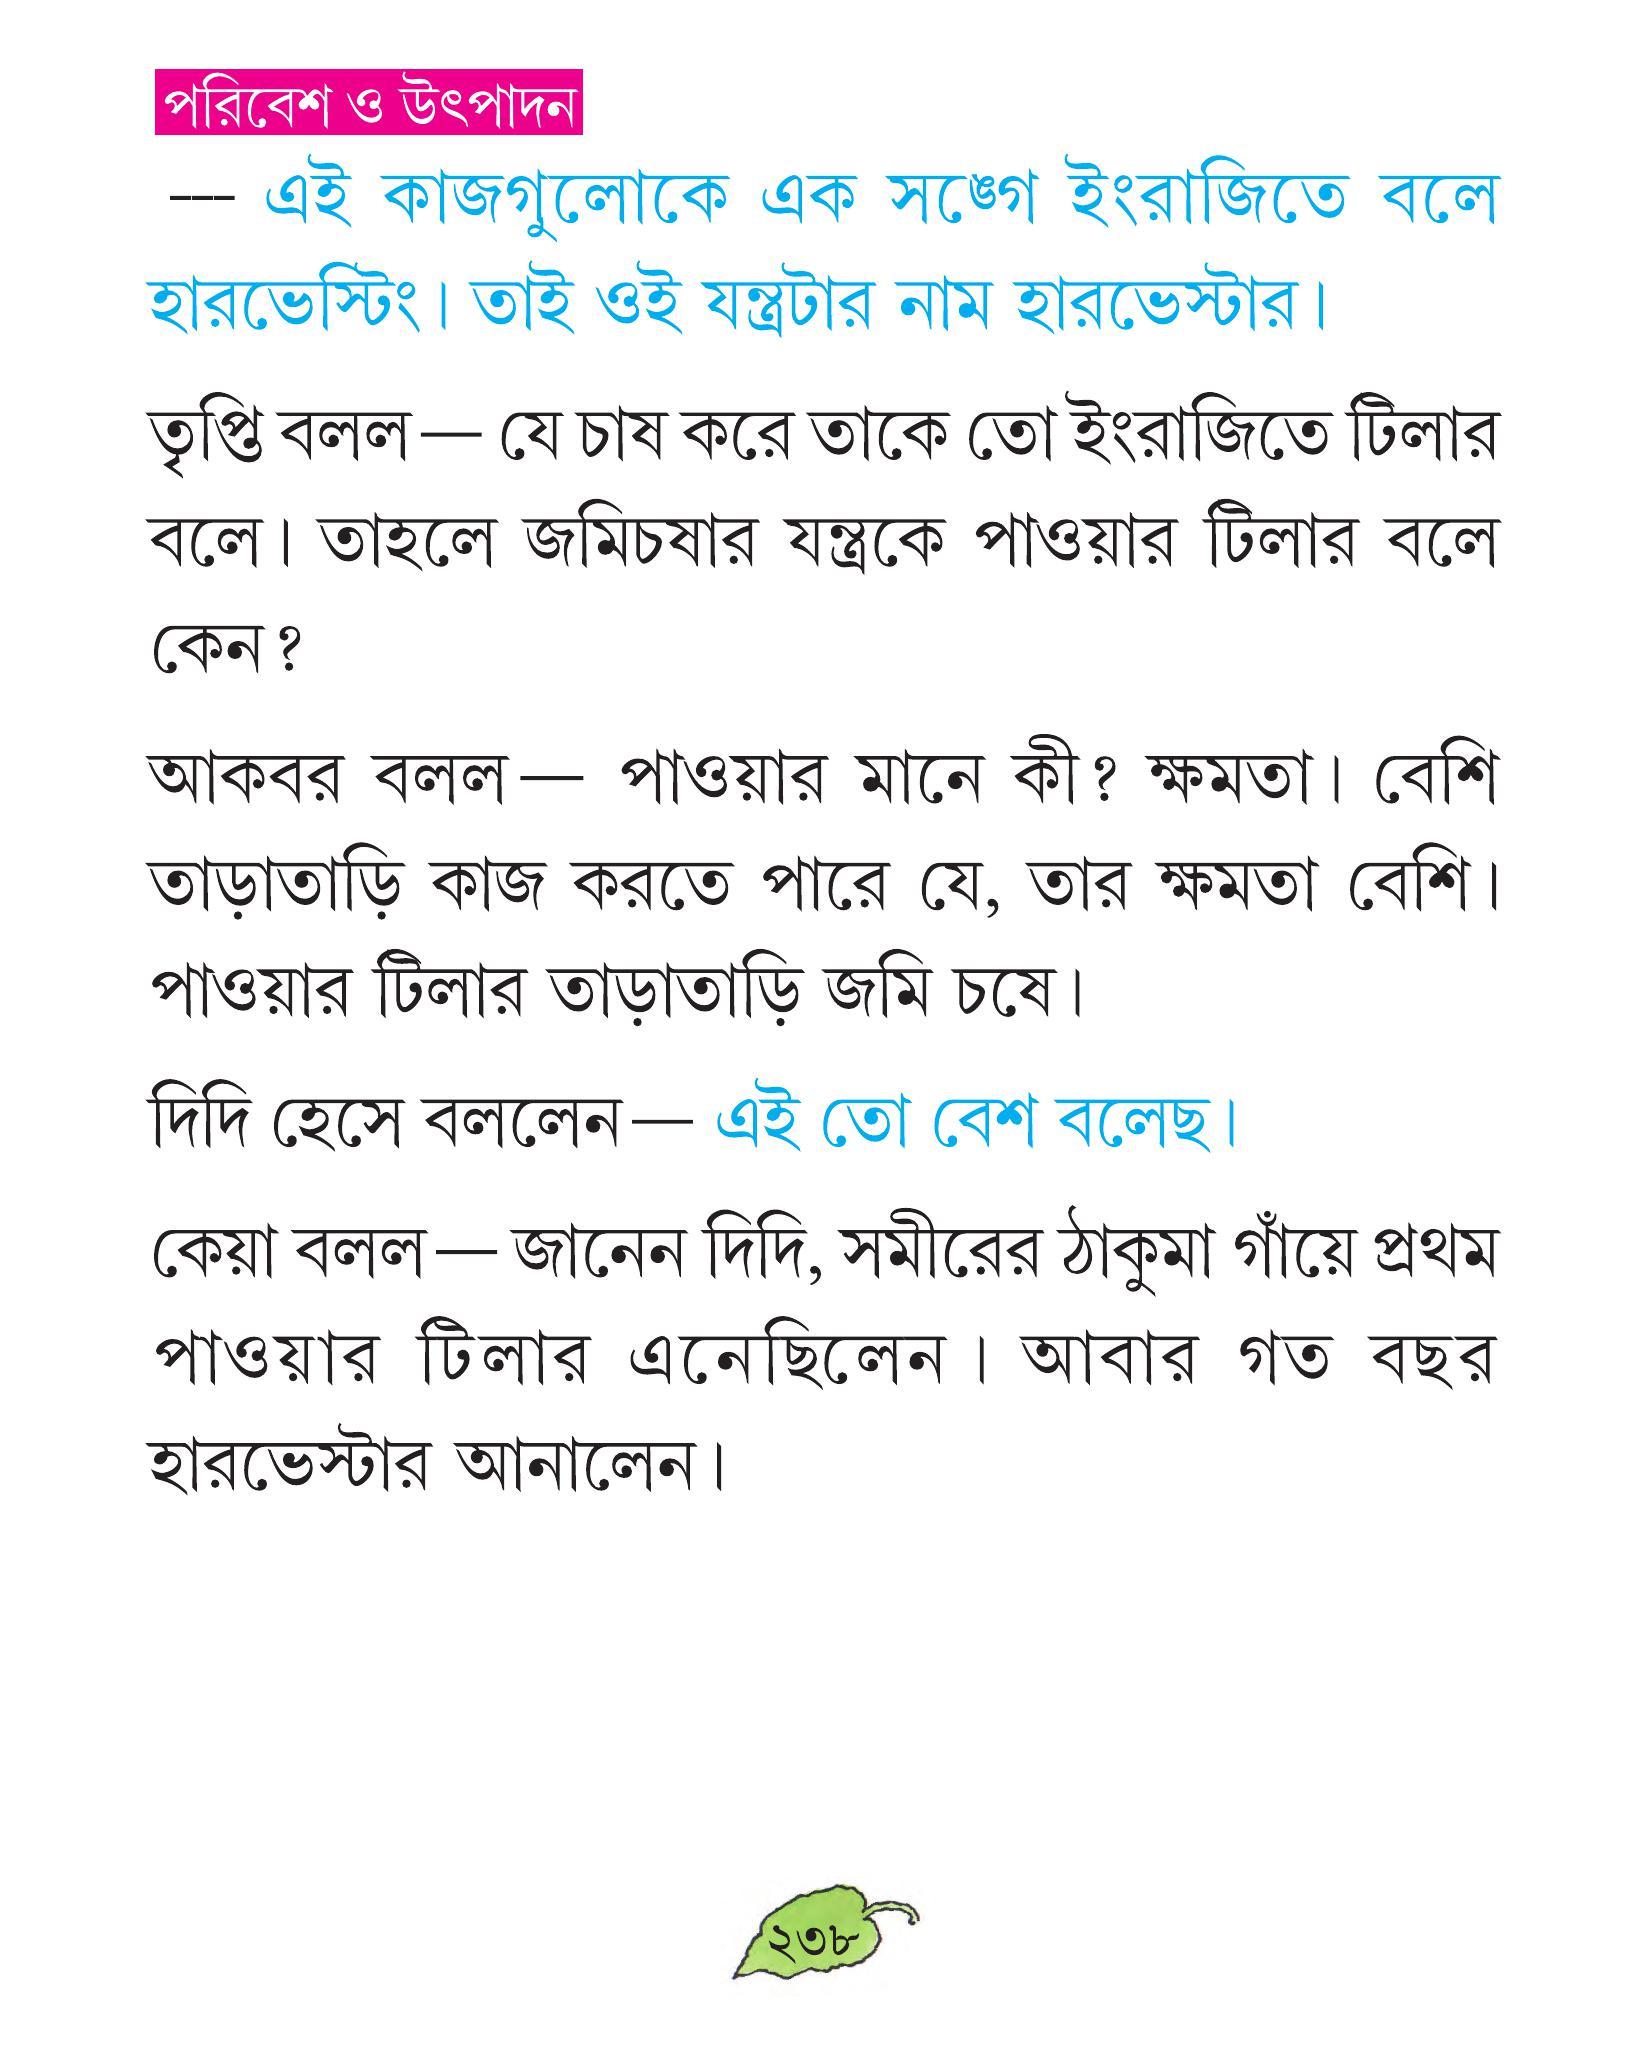 পরিবেশ ও উৎপাদন
--- এই কাজগুলোকে এক সঙ্গে ইংরাজিতে বলে
হারভেস্টিং। তাই ওই যন্ত্রটার নাম হারভেস্টার।
তৃপ্তি বলল — যে চাষ করে তাকে তো ইংরাজিতে টিলার
বলে। তাহলে জমিচষার যন্ত্রকে পাওয়ার টিলার বলে
কেন?
আকবর বলল — পাওয়ার মানে কী? ক্ষমতা। বেশি
তাড়াতাড়ি কাজ করতে পারে যে, তার ক্ষমতা বেশি।
পাওয়ার টিলার তাড়াতাড়ি জমি চষে।
দিদি হেসে বললেন — এই তো বেশ বলেছ।
কেয়া বলল — জানেন দিদি, সমীরের ঠাকুমা গাঁয়ে প্রথম
পাওয়ার টিলার এনেছিলেন। আবার গত বছর
হারভেস্টার আনালেন।
২৩৮